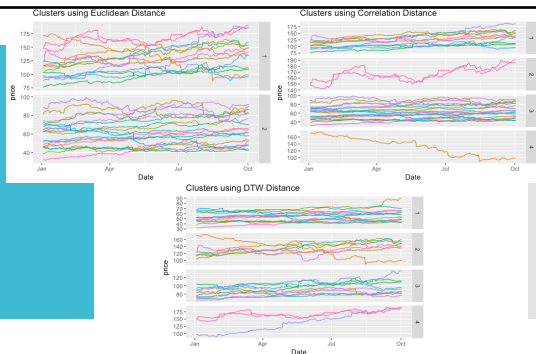 Clusters using Euclidean Distance
price
175
150
125
100
75
1
100
80
60
40
2
Jan
Apr
Jul
Oct
Date
Clusters using Correlation Distance
price
175
150
125
100
75
1
190
180
170
160
150
140
2
100
80
60
40
3
160
140
120
100
4
Jan
Apr
Jul
Oct
Date
Clusters using DTW Distance
price
90
80
70
60
50
40
30
1
160
140
120
100
2
120
100
80
3
175
150
125
100
4
Jan
Apr
Jul
Oct
Date